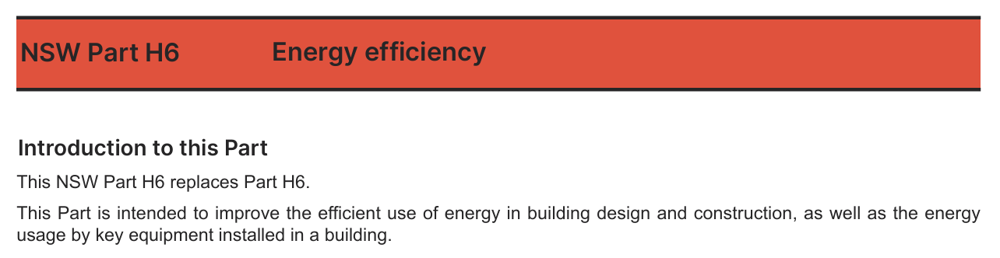 NSW Part H6 Energy efficiency
Introduction to this Part
This NSW Part H6 replaces Part H6.
This Part is intended to improve the efficient use of energy in building design and construction, as well as the energy
usage by key equipment installed in a building.